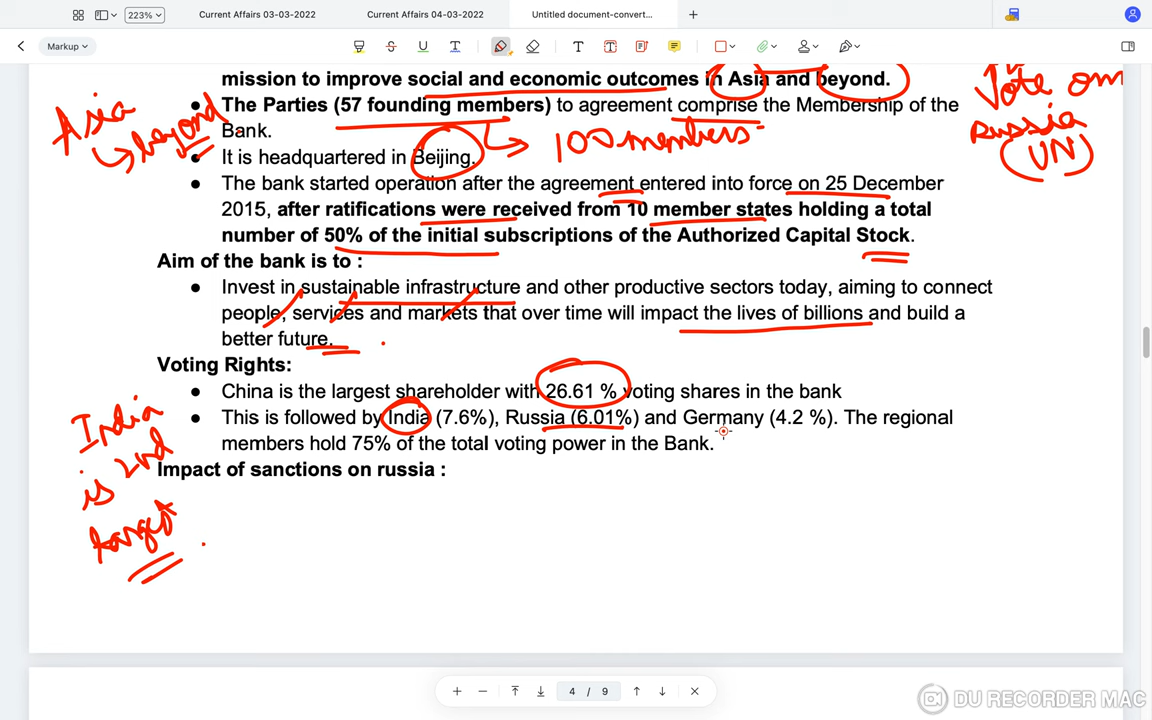 223%
Current Affairs 03-03-2022
Current Affairs 04-03-2022
Untitled document-convert...
Markup
mission to improve social and economic outcomes in Asia and beyond.
The Parties (57 founding members) to agreement comprise the Membership of the
Bank.
It is headquartered in Beijing.
The bank started operation after the agreement entered into force on 25 December
2015, after ratifications were received from 10 member states holding a total
number of 50% of the initial subscriptions of the Authorized Capital Stock.
Aim of the bank is to :
Invest in sustainable infrastructure and other productive sectors today, aiming to connect
people, services and markets that over time will impact the lives of billions and build a
better future.
Voting Rights:
China is the largest shareholder with 26.61 % voting shares in the bank
This is followed by India (7.6%), Russia (6.01%) and Germany (4.2 %). The regional
members hold 75% of the total voting power in the Bank.
Impact of sanctions on russia :
Asia
beyond
100 members
Vote on
Russia
(UN)
India
is 2nd
largest
4 / 9
DU RECORDER MAC